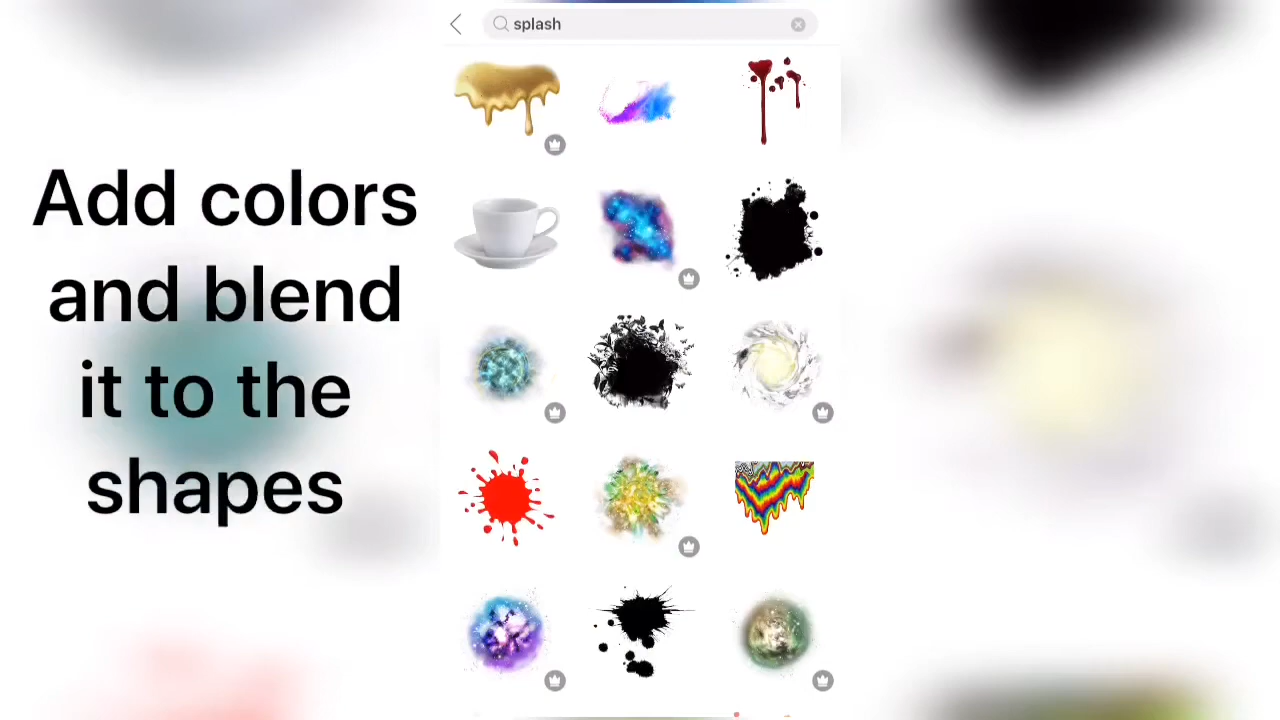 splash
Add colors
and blend
it to the
shapes